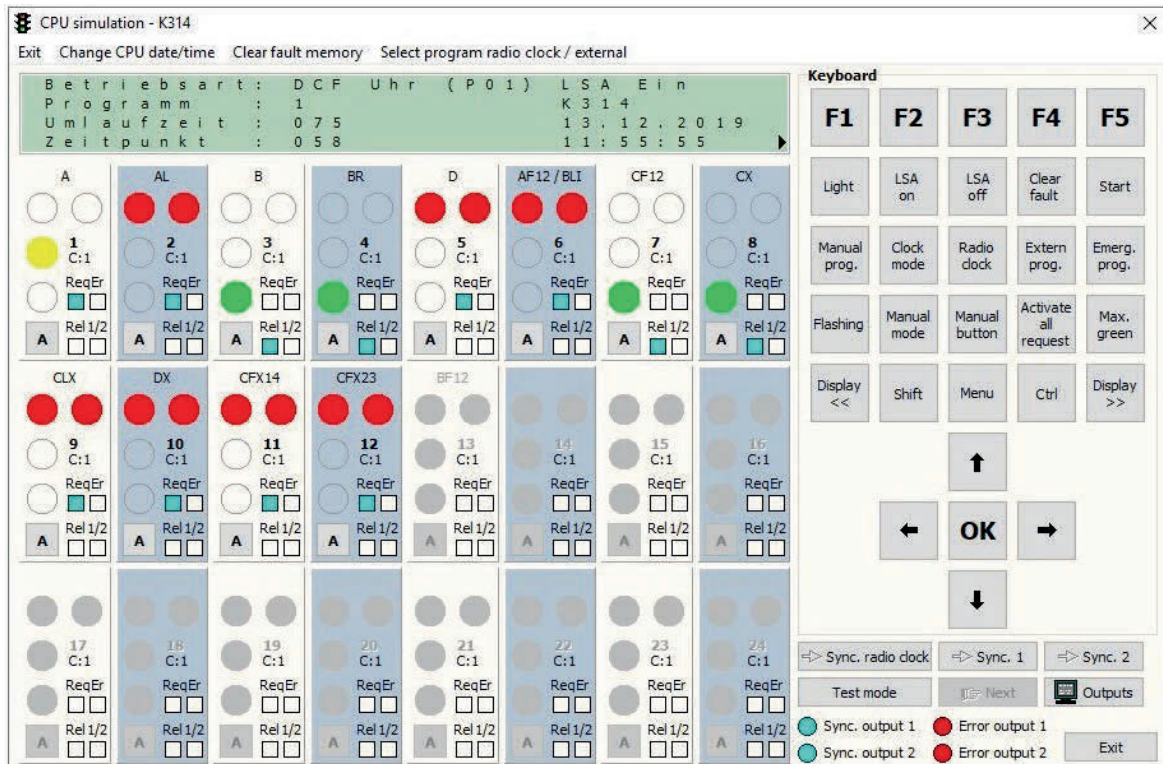 CPU simulation - K314
Exit Change CPU date/time Clear fault memory Select program radio clock / external
Betriebsart: DCF Uhr (P01) LSA Ein
Programm : 1 K314
Umlaufzeit : 075 13.12.2019
Zeitpunkt : 058 11:55:55
A AL B BR D AF12 / BLI CF12 CX
1 2 3 4 5 6 7 8
C:1 C:1 C:1 C:1 C:1 C:1 C:1 C:1
ReqEr ReqEr ReqEr ReqEr ReqEr ReqEr ReqEr ReqEr
Rel 1/2 Rel 1/2 Rel 1/2 Rel 1/2 Rel 1/2 Rel 1/2 Rel 1/2 Rel 1/2
A A A A A A A A
CLX DX CFX14 CFX23 BF12
9 10 11 12 13 14 15 16
C:1 C:1 C:1 C:1 C:1 C:1 C:1 C:1
ReqEr ReqEr ReqEr ReqEr ReqEr ReqEr ReqEr ReqEr
Rel 1/2 Rel 1/2 Rel 1/2 Rel 1/2 Rel 1/2 Rel 1/2 Rel 1/2 Rel 1/2
A A A A A A A A
17 18 19 20 21 22 23 24
C:1 C:1 C:1 C:1 C:1 C:1 C:1 C:1
ReqEr ReqEr ReqEr ReqEr ReqEr ReqEr ReqEr ReqEr
Rel 1/2 Rel 1/2 Rel 1/2 Rel 1/2 Rel 1/2 Rel 1/2 Rel 1/2 Rel 1/2
A A A A A A A A
Keyboard
F1 F2 F3 F4 F5
Light
LSA
on
LSA
off
Clear
fault
Start
Manual
prog.
Clock
mode
Radio
clock
Extern
prog.
Emerg.
prog.
Flashing
Manual
mode
Manual
button
Activate
all
request
Max.
green
Display
<<
Shift
Menu
Ctrl
Display
>>
OK
Sync. radio clock Sync. 1 Sync. 2
Test mode Next Outputs
Sync. output 1 Error output 1
Sync. output 2 Error output 2
Exit